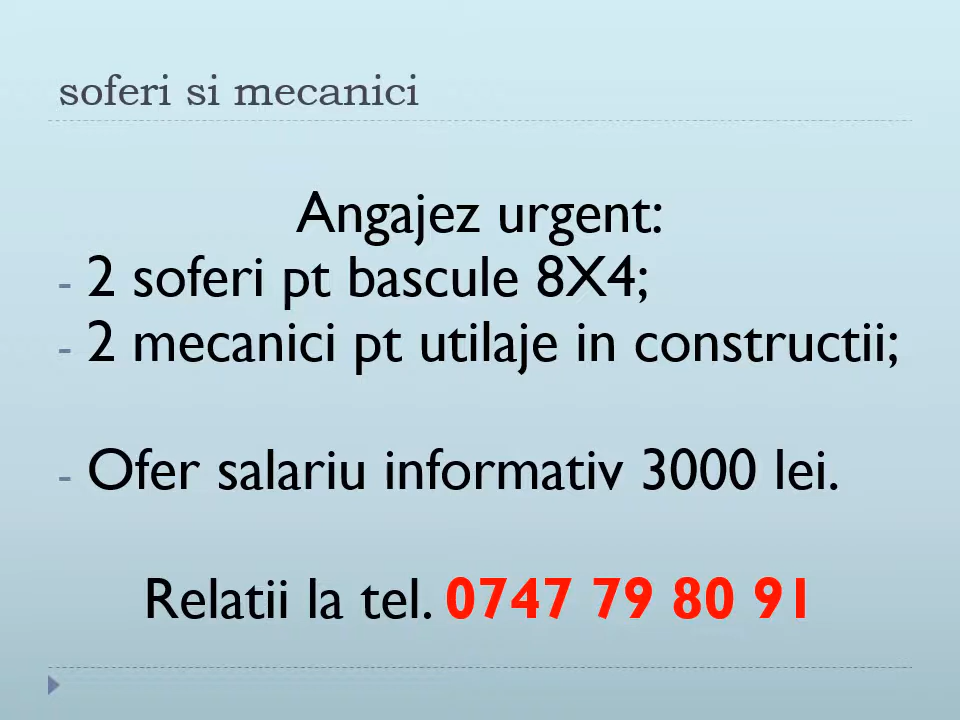 soferi si mecanici
Angajez urgent:
- 2 soferi pt bascule 8X4;
- 2 mecanici pt utilaje in constructii;
- Ofer salariu informativ 3000 lei.
Relatii la tel. 0747 79 80 91